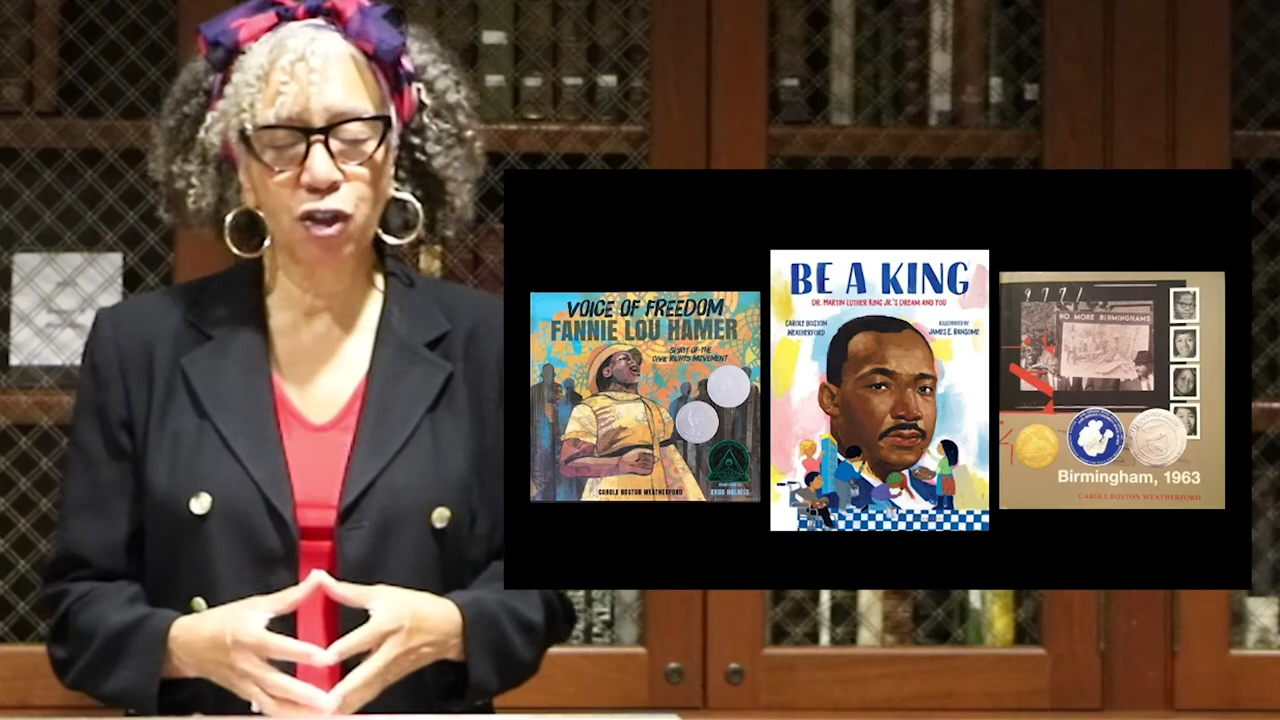 VOICE OF FREEDOM
FANNIE LOU HAMER
SPIRIT OF THE
CIVIL RIGHTS MOVEMENT
CAROLE BOSTON WEATHERFORD
EKUA HOLMES
BE A KING
DR. MARTIN LUTHER KING JR.'S DREAM AND YOU
CAROLE BOSTON
WEATHERFORD
ILLUSTRATED BY
JAMES E. RANSOME
NO MORE BIRMINGHAMS
Birmingham, 1963
CAROLE BOSTON WEATHERFORD